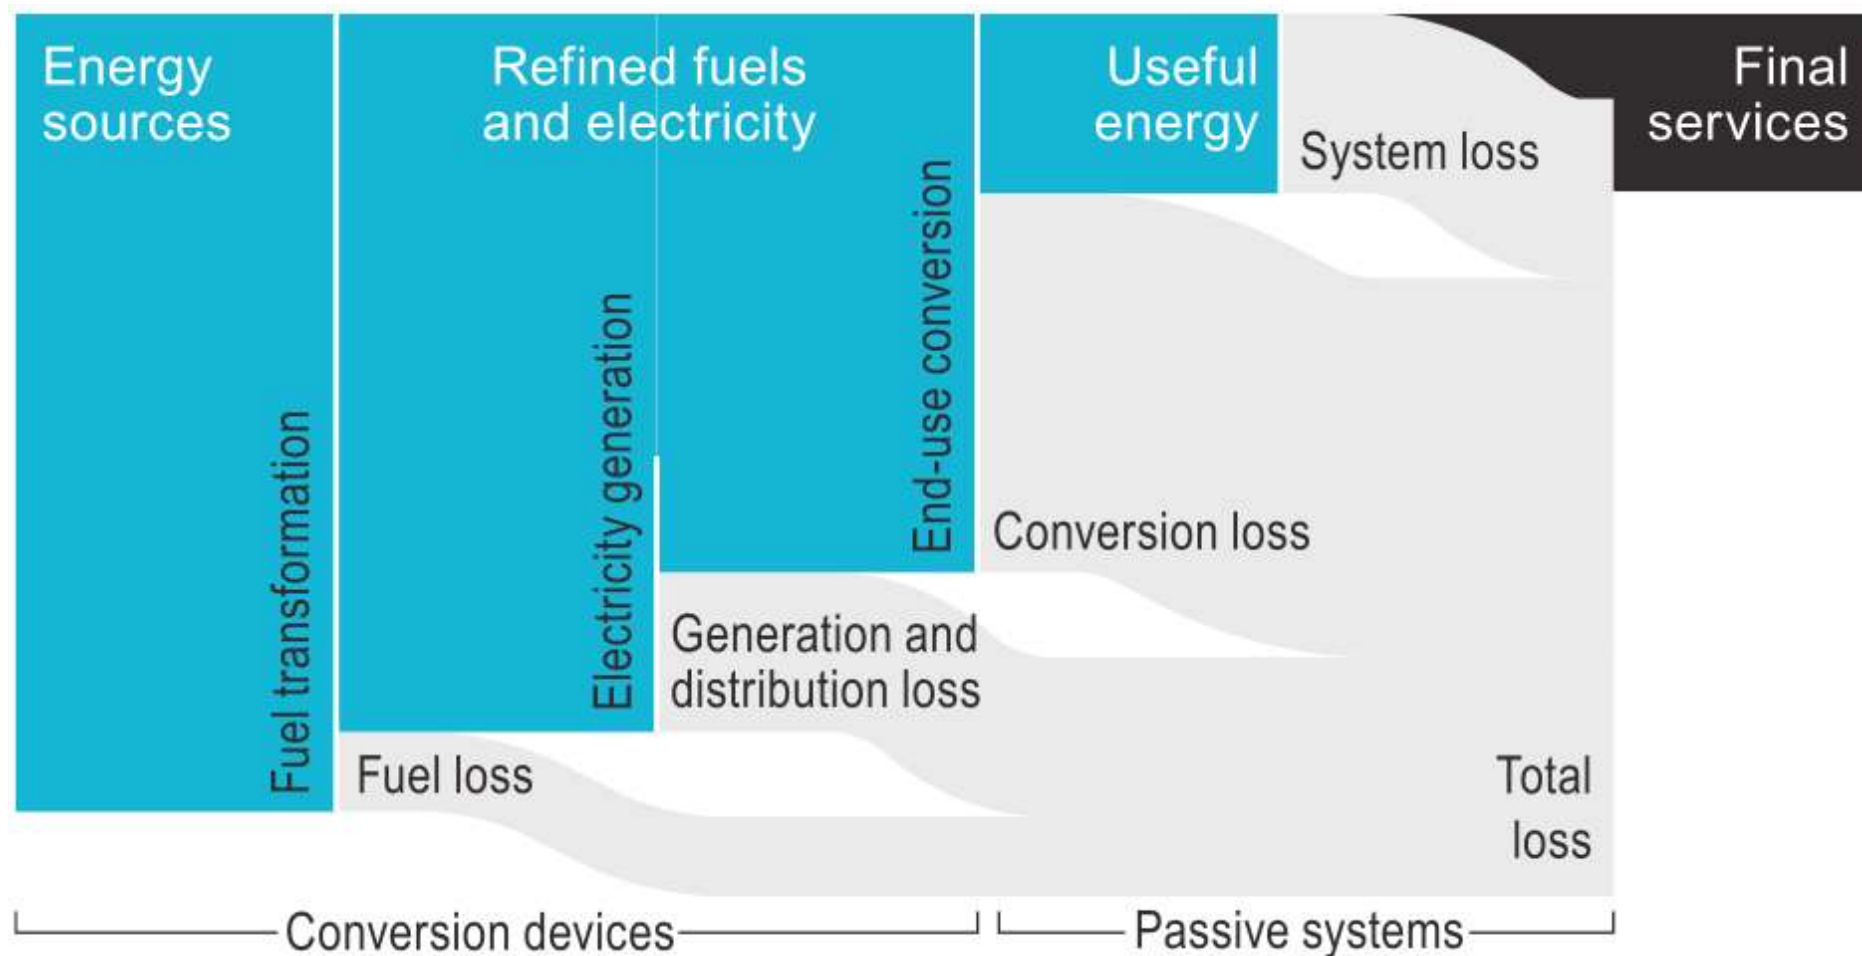 Energy
sources
Refined fuels
and electricity
Useful
energy
Final
services
System loss
Fuel transformation
Electricity generation
End-use conversion
Conversion loss
Generation and
distribution loss
Fuel loss
Total
loss
Conversion devices
Passive systems